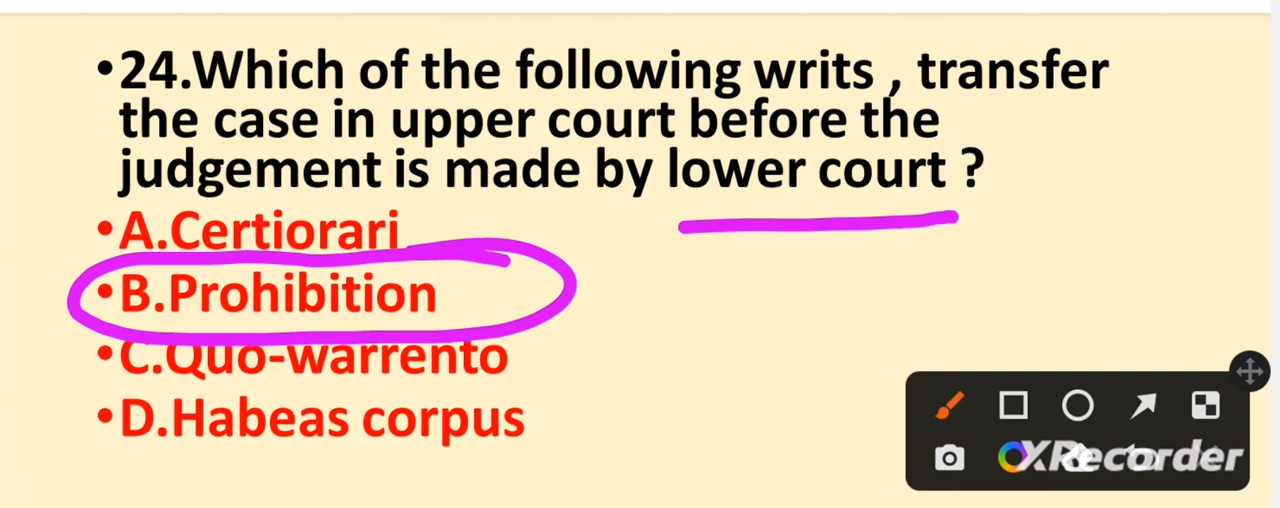 •24.Which of the following writs , transfer
the case in upper court before the
judgement is made by lower court ?
•A.Certiorari
•B.Prohibition
•C.Quo-warrento
•D.Habeas corpus
XRecorder